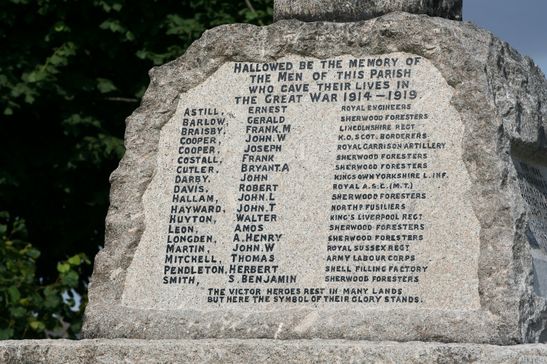 HALLOWED BE THE MEMORY OF
THE MEN OF THIS PARISH
WHO GAVE THEIR LIVES IN
THE GREAT WAR 1914-1919
ASTILL, ERNEST ROYAL ENGINEERS
BARLOW, GERALD SHERWOOD FORESTERS
BRAISBY, FRANK.M LINCOLNSHIRE REGT
COOPER, JOHN.W K.O.SCOT. BORDERERS
COOPER, JOSEPH ROYAL GARRISON ARTILLERY
COSTALL, FRANK SHERWOOD FORESTERS
CUTLER, BRYANT.A SHERWOOD FORESTERS
DARBY, JOHN KINGS OWN YORKSHIRE L.INF.
DAVIS, ROBERT ROYAL A.S.C.(M.T.)
HALLAM, JOHN.L SHERWOOD FORESTERS
HAYWARD, JOHN.T NORTHD FUSILIERS
HUYTON, WALTER KING'S LIVERPOOL REGT
LEON, AMOS SHERWOOD FORESTERS
LONGDEN, A.HENRY SHERWOOD FORESTERS
MARTIN, JOHN.W ROYAL SUSSEX REGT
MITCHELL, THOMAS ARMY LABOUR CORPS
PENDLETON, HERBERT SHELL FILLING FACTORY
SMITH, S.BENJAMIN SHERWOOD FORESTERS
THE VICTOR HEROES REST IN MANY LANDS
BUT HERE THE SYMBOL OF THEIR GLORY STANDS.